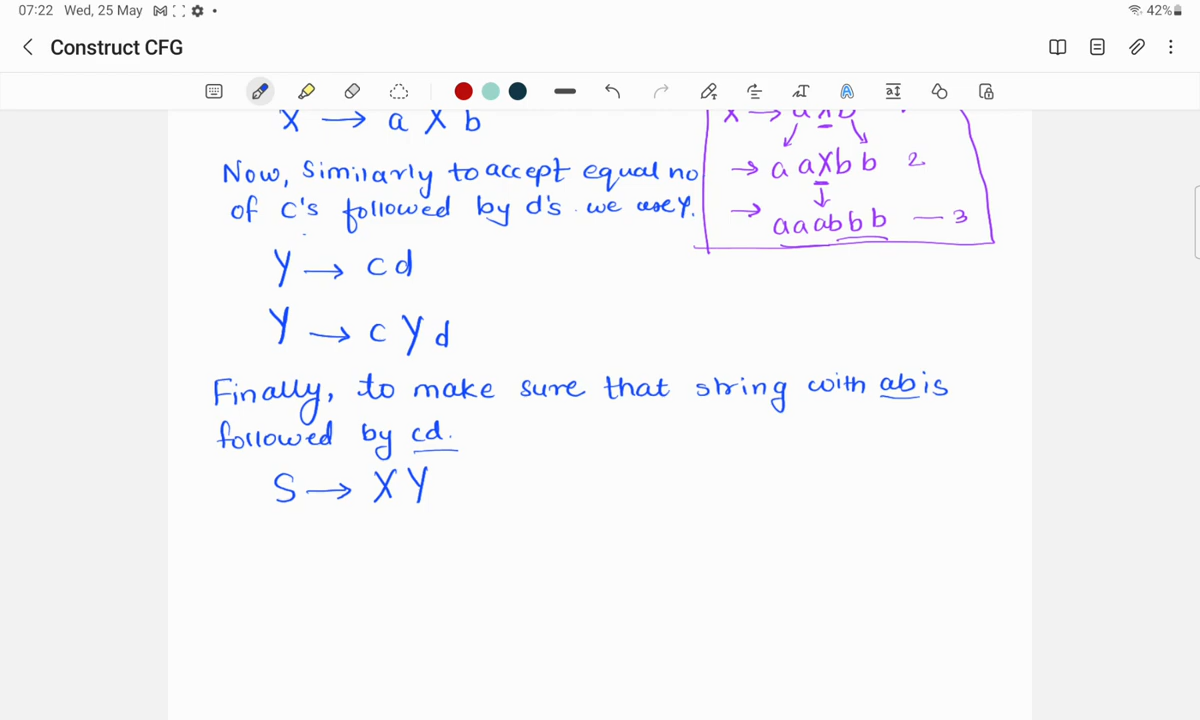 07:22 Wed, 25 May
42%
Construct CFG
X → a X b
Now, Similarly to accept equal no
of c's followed by d's. we use Y.
→ a aXb b 2
→ aaabbb — 3
Y → cd
Y → c Y d
Finally, to make sure that string with ab is
followed by cd.
S → X Y